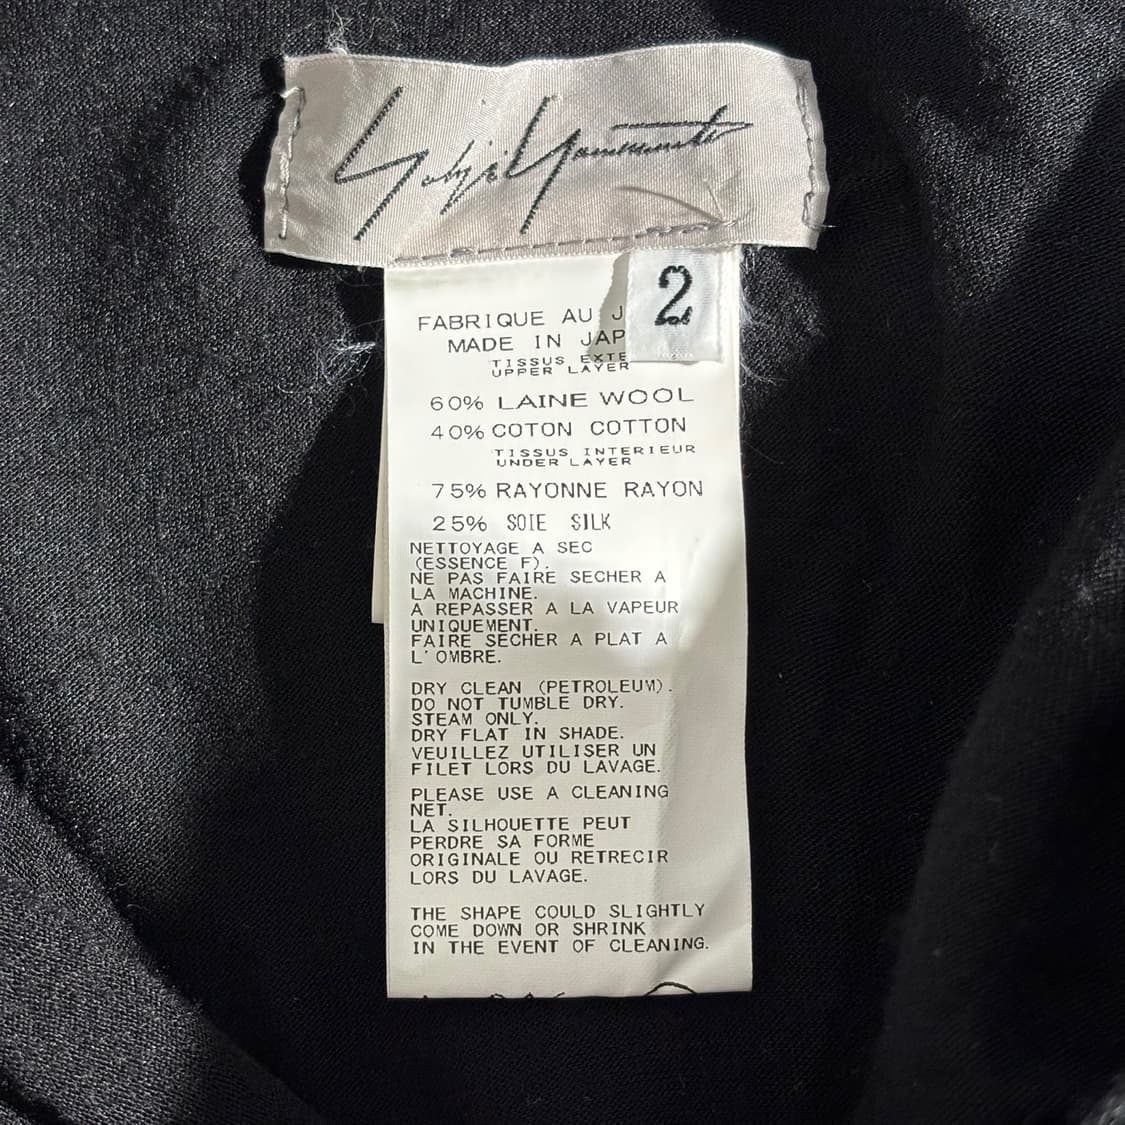 Yohji Yamamoto
2
FABRIQUE AU J
MADE IN JAP
TISSUS EXTE
UPPER LAYER
60% LAINE WOOL
40% COTON COTTON
TISSUS INTERIEUR
UNDER LAYER
75% RAYONNE RAYON
25% SOIE SILK
NETTOYAGE A SEC
(ESSENCE F).
NE PAS FAIRE SECHER A
LA MACHINE.
A REPASSER A LA VAPEUR
UNIQUEMENT.
FAIRE SECHER A PLAT A
L'OMBRE.
DRY CLEAN (PETROLEUM).
DO NOT TUMBLE DRY.
STEAM ONLY.
DRY FLAT IN SHADE.
VEUILLEZ UTILISER UN
FILET LORS DU LAVAGE.
PLEASE USE A CLEANING
NET.
LA SILHOUETTE PEUT
PERDRE SA FORME
ORIGINALE OU RETRECIR
LORS DU LAVAGE.
THE SHAPE COULD SLIGHTLY
COME DOWN OR SHRINK
IN THE EVENT OF CLEANING.